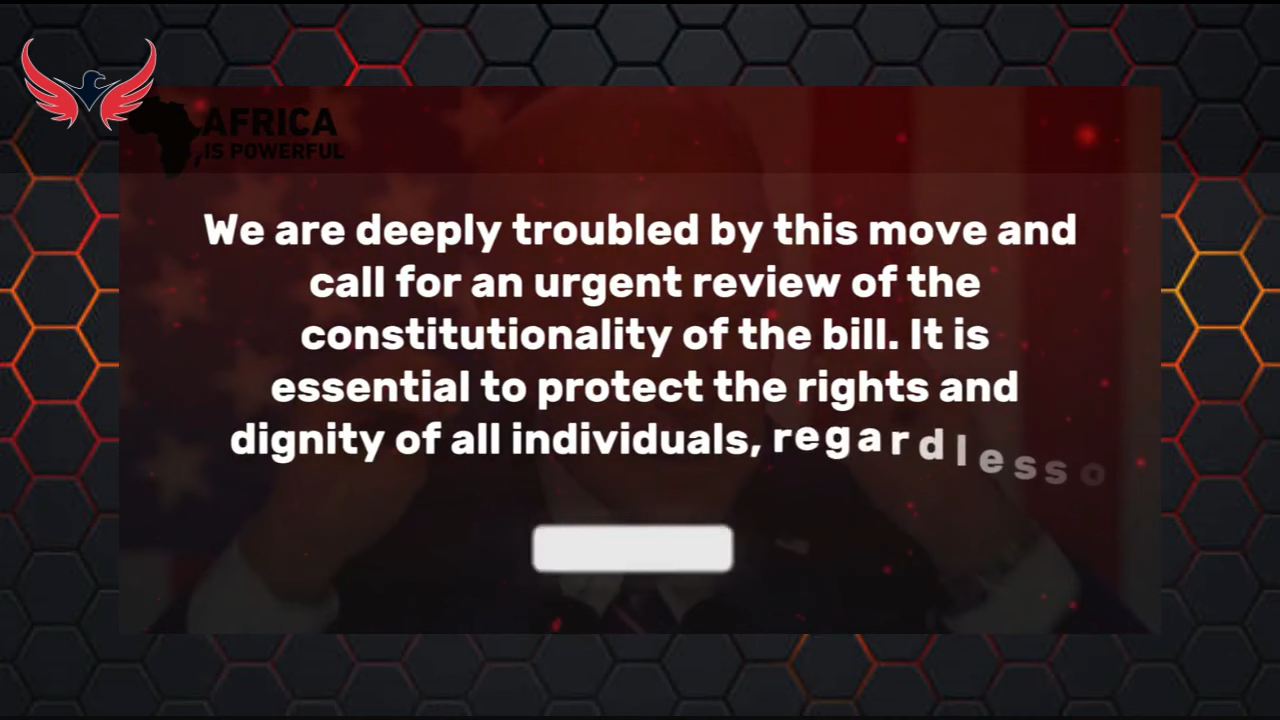 AFRICA
IS POWERFUL
We are deeply troubled by this move and
call for an urgent review of the
constitutionality of the bill. It is
essential to protect the rights and
dignity of all individuals, regardless o